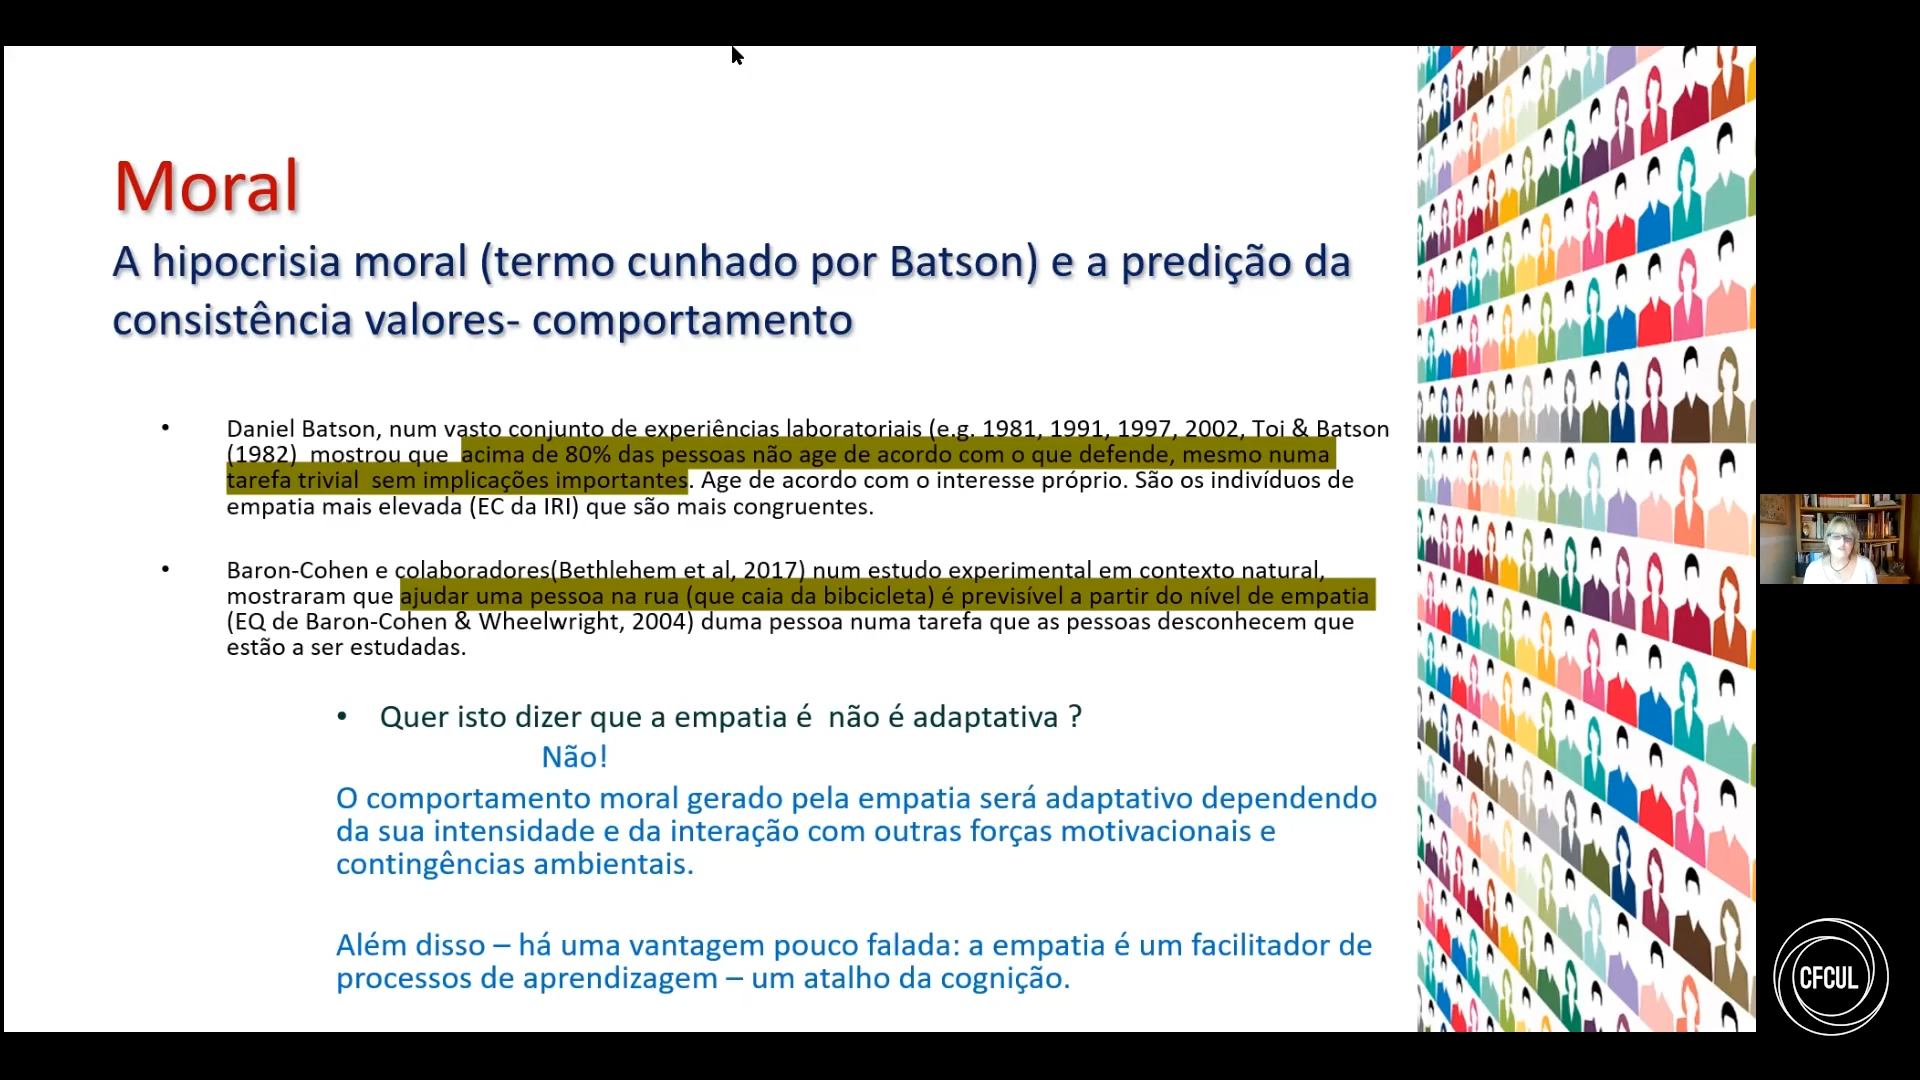 Moral
A hipocrisia moral (termo cunhado por Batson) e a predição da
consistência valores- comportamento
• Daniel Batson, num vasto conjunto de experiências laboratoriais (e.g. 1981, 1991, 1997, 2002, Toi & Batson
(1982)  mostrou que  acima de 80% das pessoas não age de acordo com o que defende, mesmo numa
tarefa trivial  sem implicações importantes. Age de acordo com o interesse próprio. São os indivíduos de
empatia mais elevada (EC da IRI) que são mais congruentes.
• Baron-Cohen e colaboradores(Bethlehem et al, 2017) num estudo experimental em contexto natural,
mostraram que ajudar uma pessoa na rua (que caia da bibcicleta) é previsível a partir do nível de empatia
(EQ de Baron-Cohen & Wheelwright, 2004) duma pessoa numa tarefa que as pessoas desconhecem que
estão a ser estudadas.
• Quer isto dizer que a empatia é  não é adaptativa ?
Não!
O comportamento moral gerado pela empatia será adaptativo dependendo
da sua intensidade e da interação com outras forças motivacionais e
contingências ambientais.
Além disso – há uma vantagem pouco falada: a empatia é um facilitador de
processos de aprendizagem – um atalho da cognição.
CFCUL